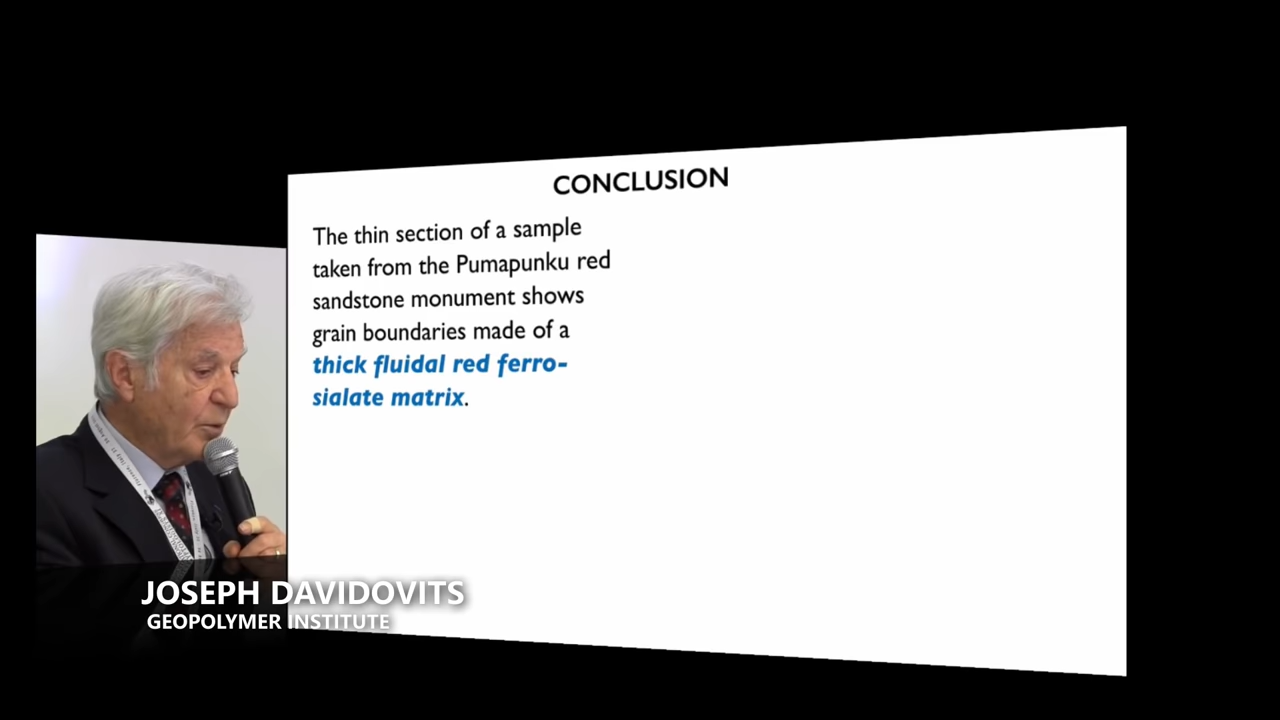 CONCLUSION
The thin section of a sample
taken from the Pumapunku red
sandstone monument shows
grain boundaries made of a
thick fluidal red ferro-
sialate matrix.
JOSEPH DAVIDOVITS
GEOPOLYMER INSTITUTE